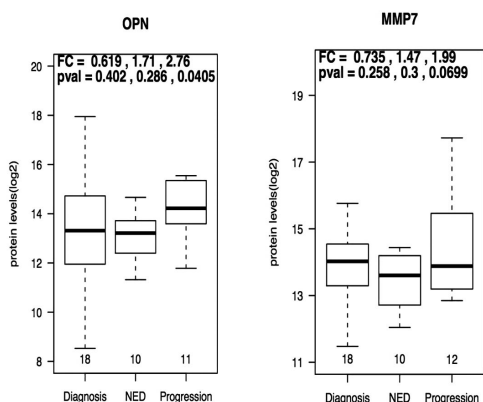 OPN
FC = 0.619 , 1.71 , 2.76
pval = 0.402 , 0.286 , 0.0405
protein levels(log2)
20
18
16
14
12
10
8
18 10 11
Diagnosis NED Progression
MMP7
FC = 0.735 , 1.47 , 1.99
pval = 0.258 , 0.3 , 0.0699
protein levels(log2)
19
17
15
14
13
11
18 10 12
Diagnosis NED Progression